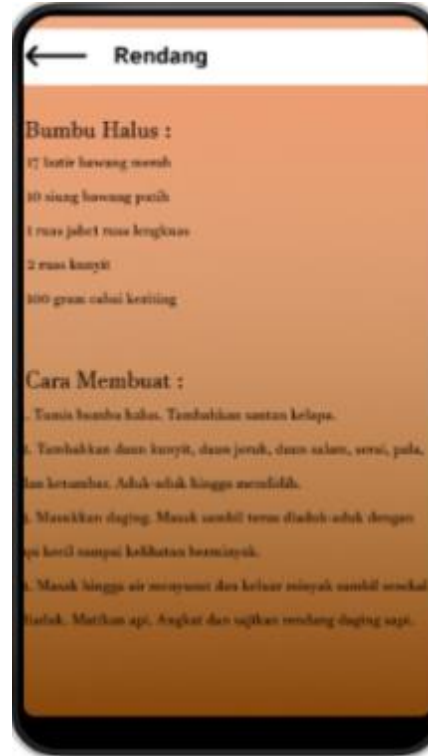 Rendang
Bumbu Halus :
17 butir bawang merah
10 siung bawang putih
1 ruas jahe1 ruas lengkuas
2 ruas kunyit
100 gram cabai keriting
Cara Membuat :
. Tumis bumbu halus. Tambahkan santan kelapa.
. Tambahkan daun kunyit, daun jeruk, daun salam, serai, pala,
dan ketumbar. Aduk-aduk hingga mendidih.
. Masukkan daging. Masak sambil terus diaduk-aduk dengan
api kecil sampai kelihatan berminyak.
. Masak hingga air menyusut dan keluar minyak sambil sesekali
diaduk. Matikan api. Angkat dan sajikan rendang daging sapi.